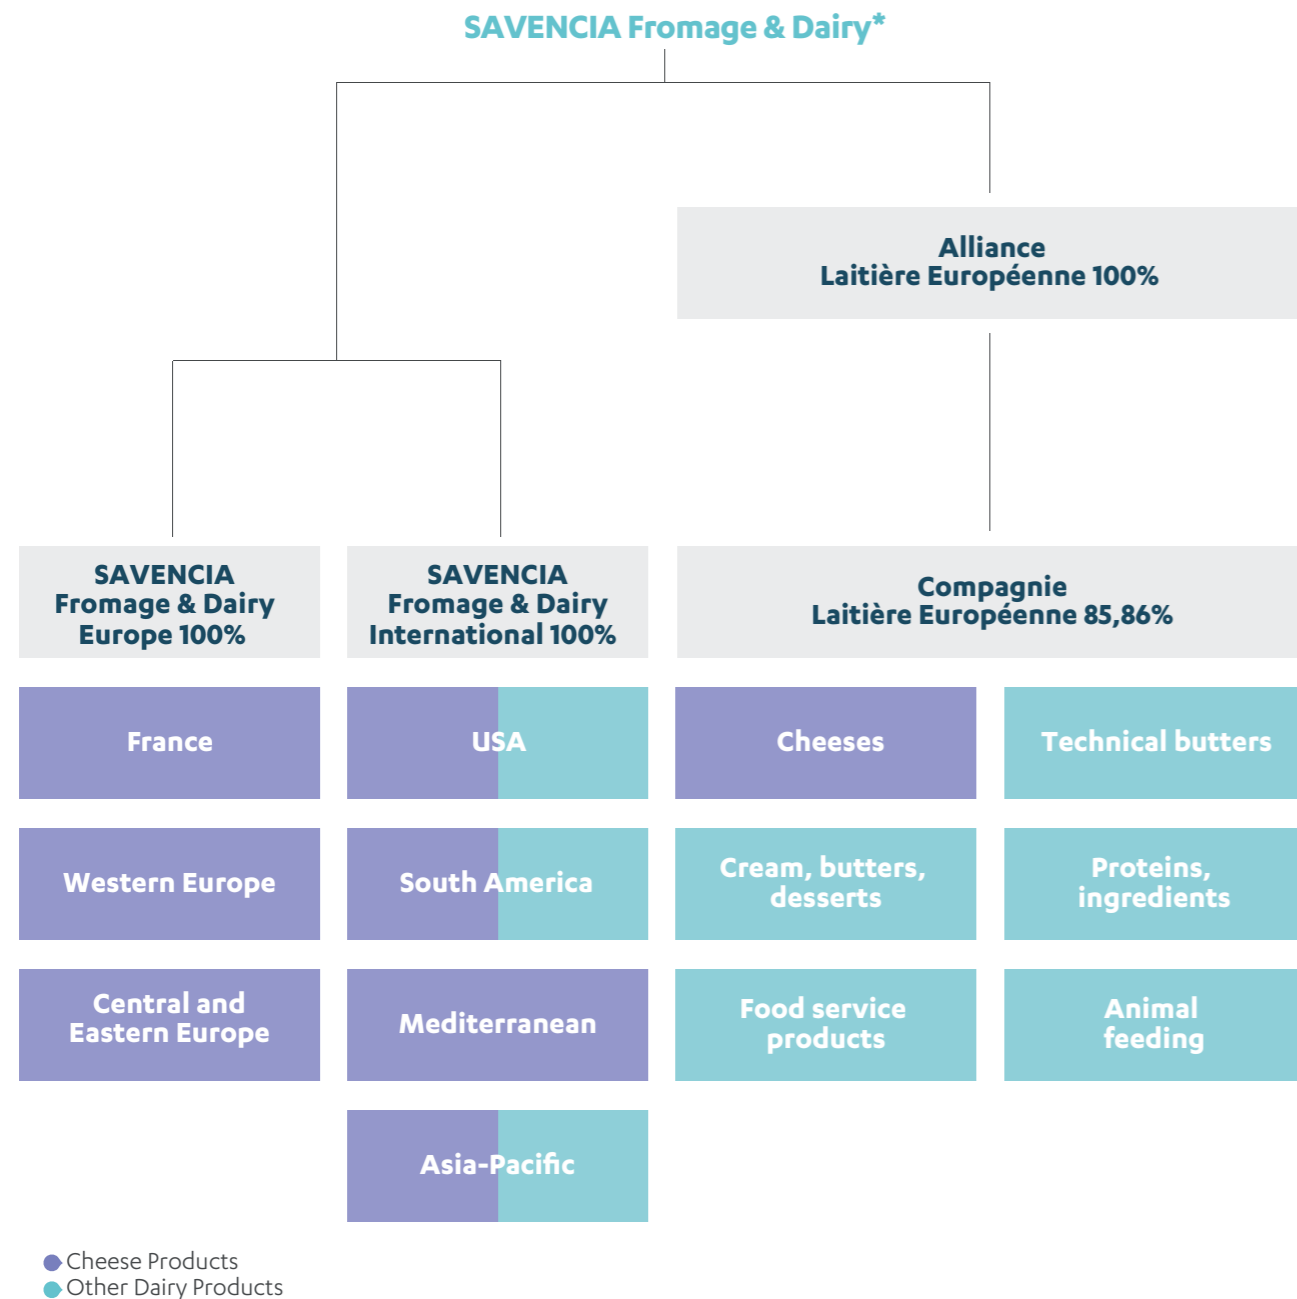 SAVENCIA Fromage & Dairy*
Alliance
Laitière Européenne 100%
SAVENCIA
Fromage & Dairy
Europe 100%
SAVENCIA
Fromage & Dairy
International 100%
Compagnie
Laitière Européenne 85,86%
France
USA
Cheeses
Technical butters
Western Europe
South America
Cream, butters,
desserts
Proteins,
ingredients
Central and
Eastern Europe
Mediterranean
Food service
products
Animal
feeding
Asia-Pacific
Cheese Products
Other Dairy Products